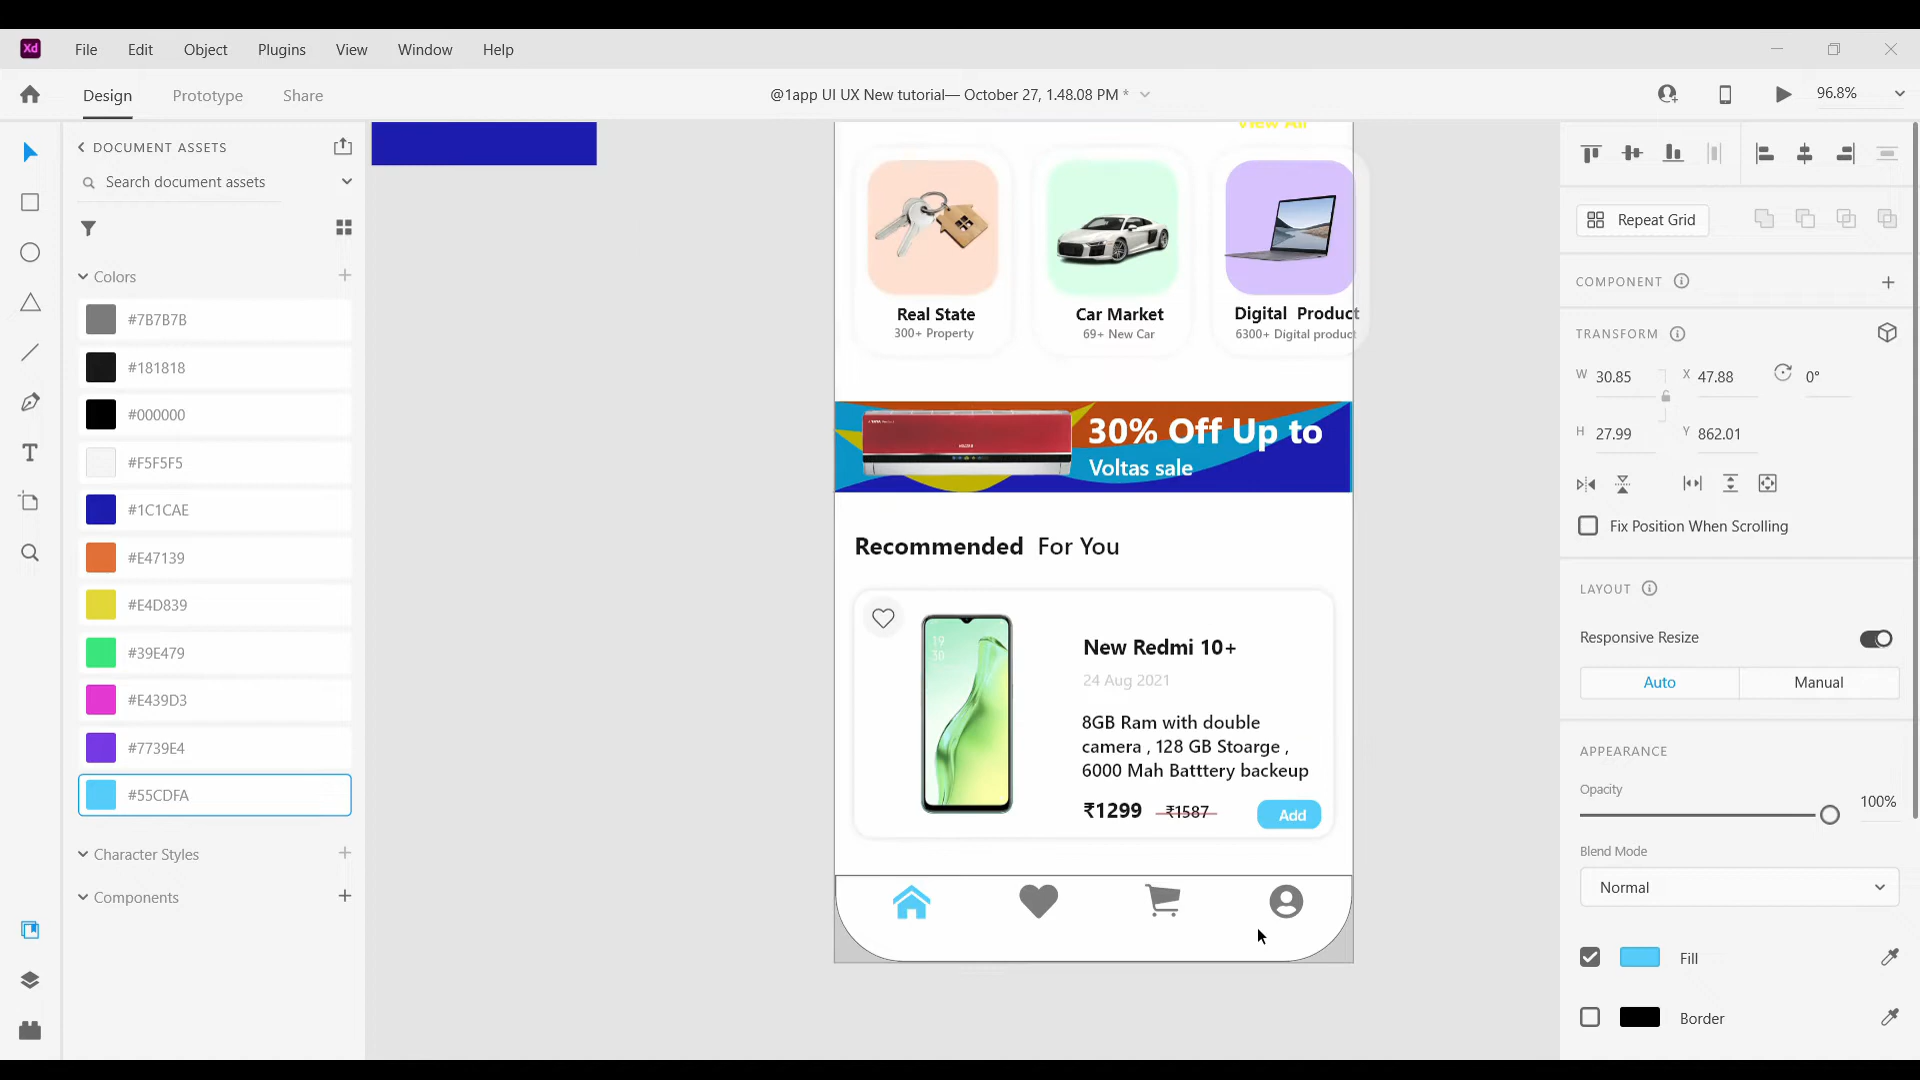 Xd File Edit Object Plugins View Window Help
Design Prototype Share @1app UI UX New tutorial— October 27, 1.48.08 PM * 96.8%
DOCUMENT ASSETS
Search document assets
Colors
#7B7B7B
#181818
#000000
#F5F5F5
#1C1CAE
#E47139
#E4D839
#39E479
#E439D3
#7739E4
#55CDFA
Character Styles
Components
View All
Real State
300+ Property
Car Market
69+ New Car
Digital Product
6300+ Digital product
30% Off Up to
Voltas sale
Recommended For You
19
30
New Redmi 10+
24 Aug 2021
8GB Ram with double
camera , 128 GB Stoarge ,
6000 Mah Batttery backeup
₹1299 ₹1587 Add
Repeat Grid
COMPONENT
TRANSFORM
W 30.85 X 47.88 0°
H 27.99 Y 862.01
Fix Position When Scrolling
LAYOUT
Responsive Resize
Auto Manual
APPEARANCE
Opacity
100%
Blend Mode
Normal
Fill
Border